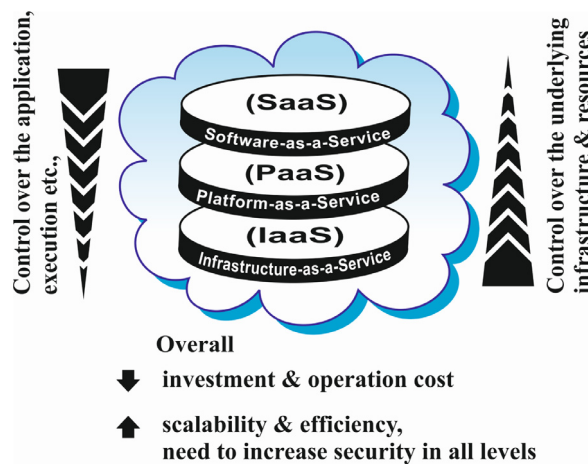 Control over the application,
execution etc.,
(SaaS)
Software-as-a-Service
(PaaS)
Platform-as-a-Service
(IaaS)
Infrastructure-as-a-Service
Control over the underlying
infrastructure & resources
Overall
investment & operation cost
scalability & efficiency,
need to increase security in all levels